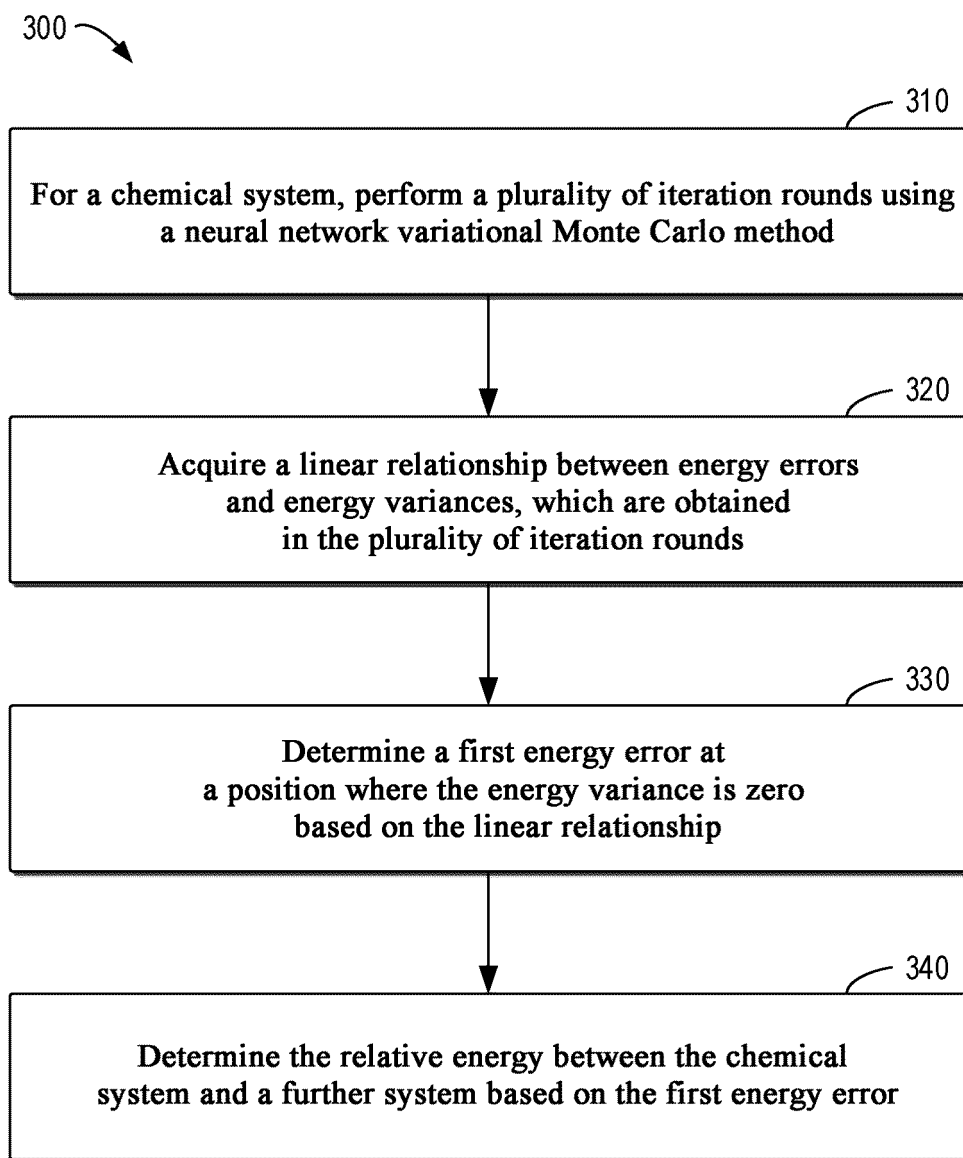 300
310
For a chemical system, perform a plurality of iteration rounds using
a neural network variational Monte Carlo method
320
Acquire a linear relationship between energy errors
and energy variances, which are obtained
in the plurality of iteration rounds
330
Determine a first energy error at
a position where the energy variance is zero
based on the linear relationship
340
Determine the relative energy between the chemical
system and a further system based on the first energy error